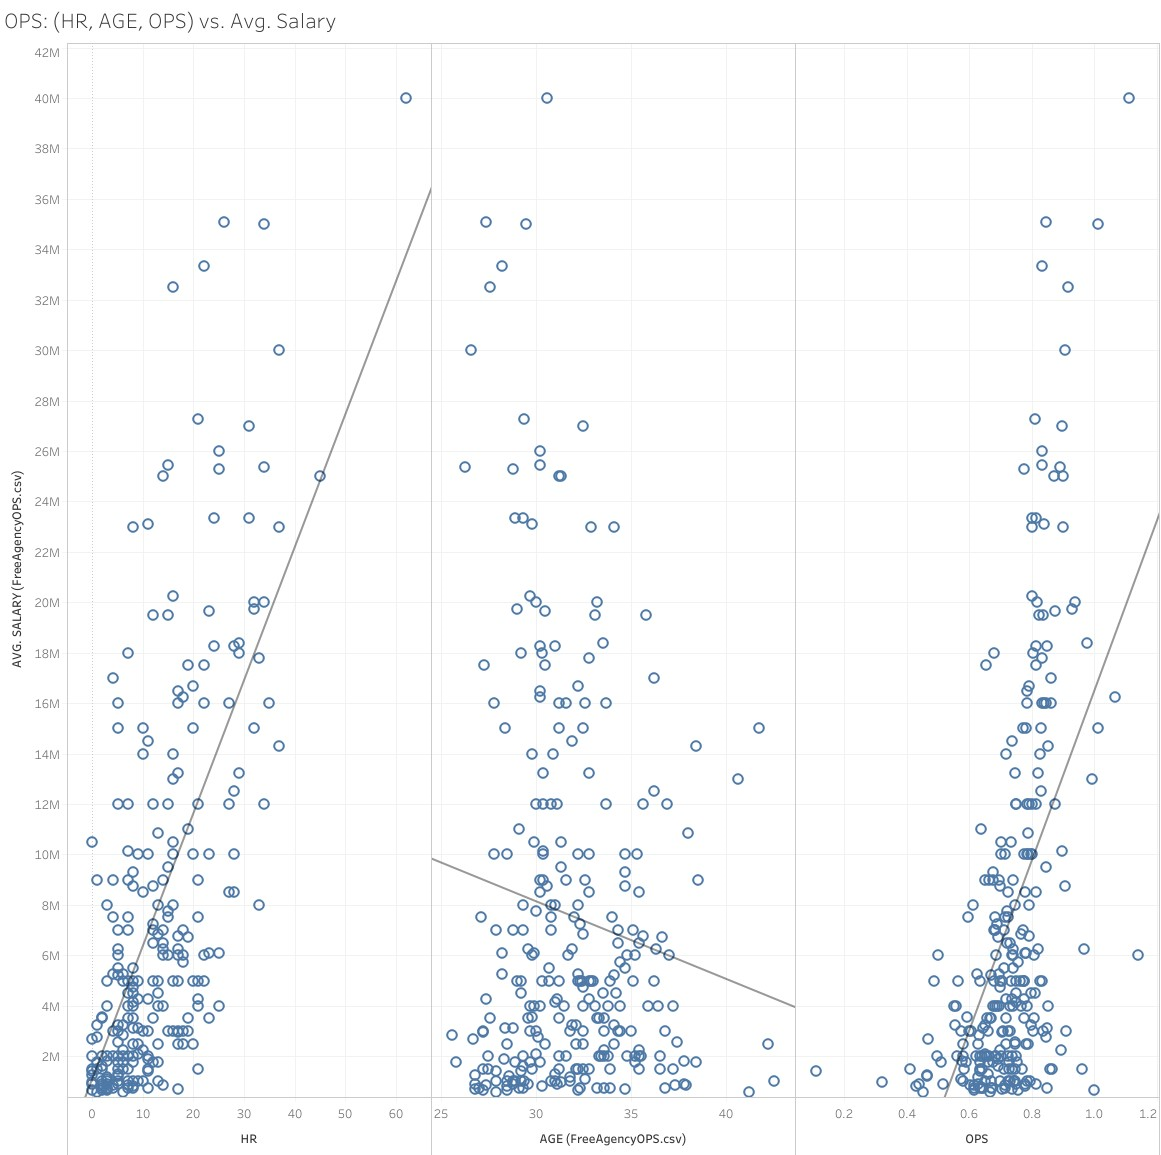 OPS: (HR, AGE, OPS) vs. Avg. Salary
42M
40M
38M
36M
34M
32M
30M
28M
26M
24M
22M
20M
18M
16M
14M
12M
10M
8M
6M
4M
2M
AVG. SALARY (FreeAgencyOPS.csv)
0 10 20 30 40 50 60 25 30 35 40 0.2 0.4 0.6 0.8 1.0 1.2
HR AGE (FreeAgencyOPS.csv) OPS